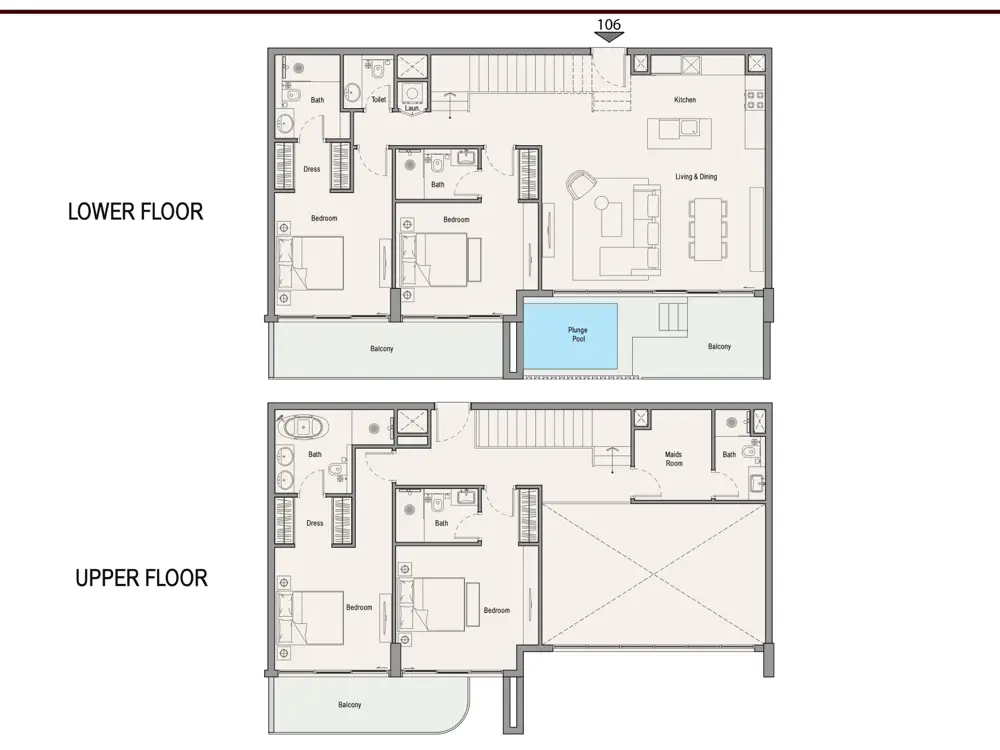 106
LOWER FLOOR
Bath
Toilet
Laun.
Kitchen
Dress
Bath
Living & Dining
Bedroom
Bedroom
Balcony
Plunge
Pool
Balcony
UPPER FLOOR
Bath
Maids
Room
Bath
Dress
Bath
Bedroom
Bedroom
Balcony